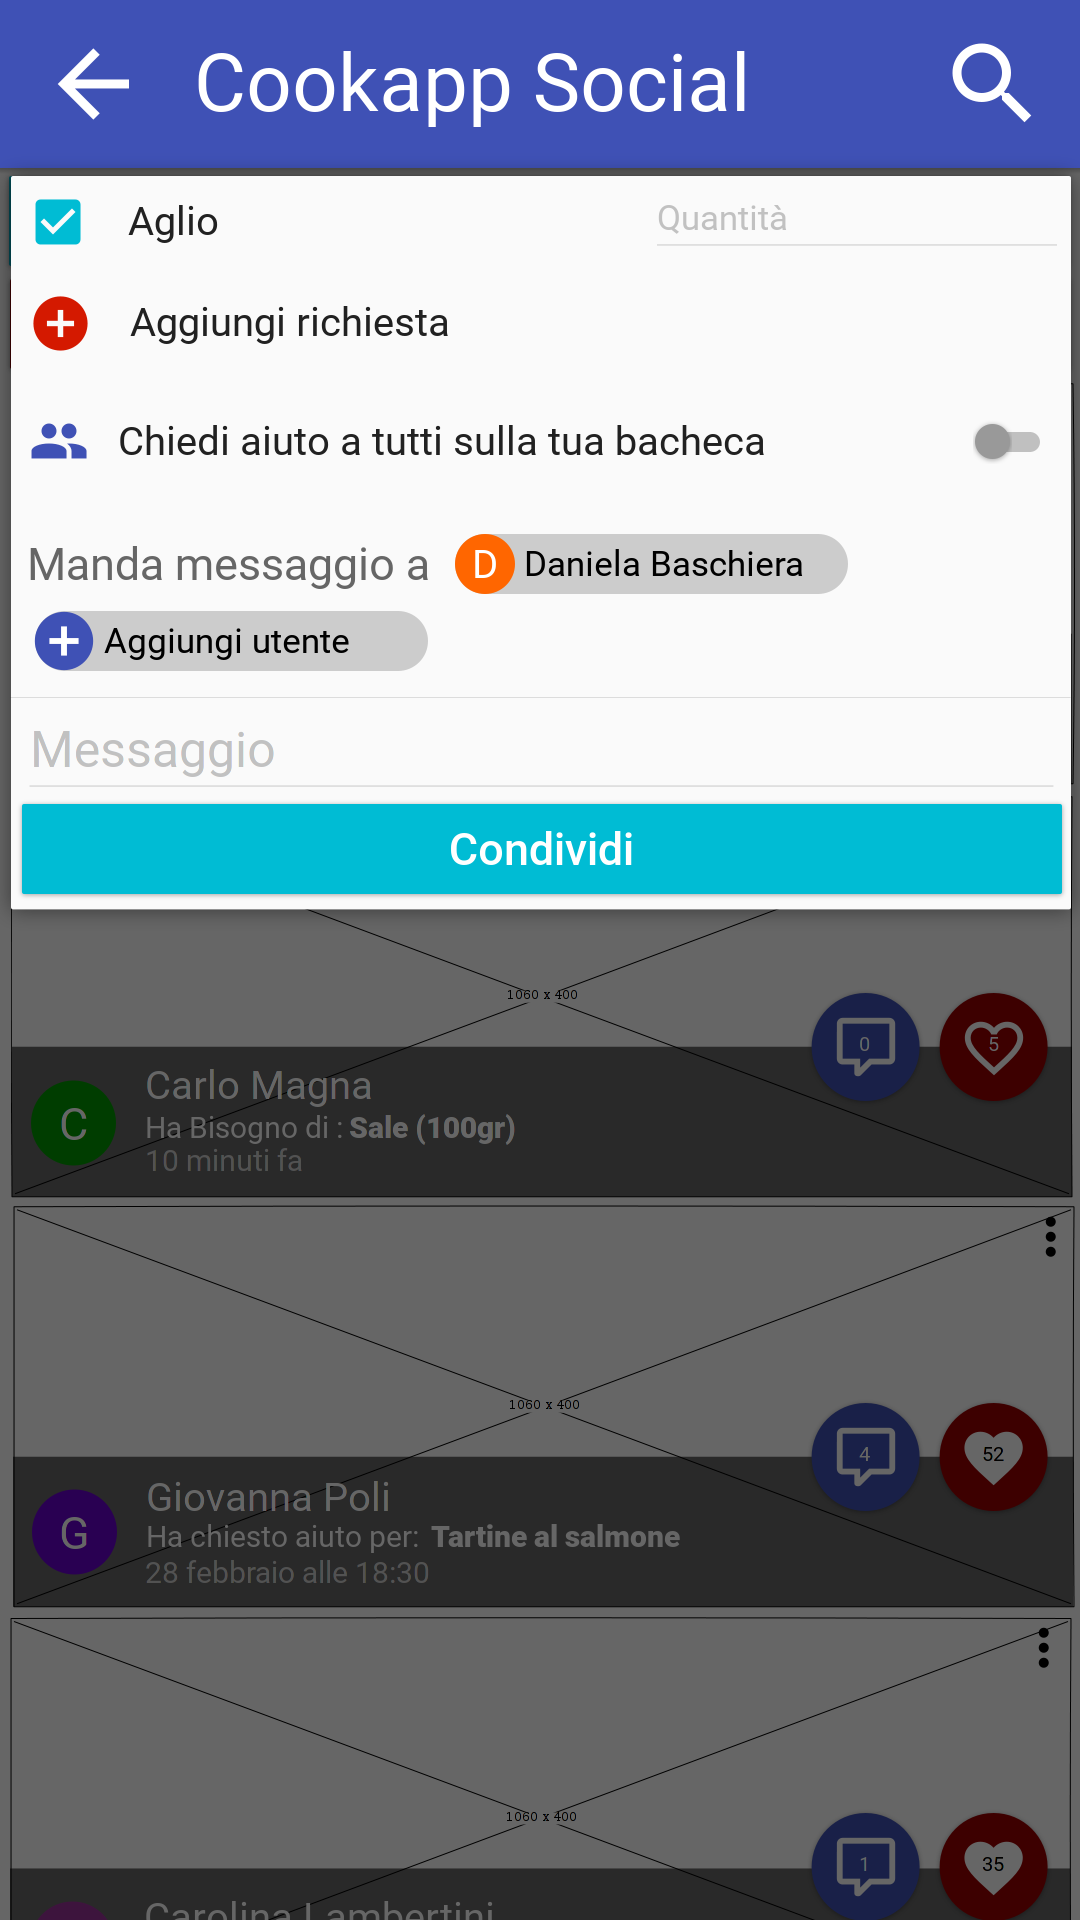 Cookapp Social
Aglio Quantità
Aggiungi richiesta
Chiedi aiuto a tutti sulla tua bacheca
Manda messaggio a D Daniela Baschiera
Aggiungi utente
Messaggio
Condividi
1060 x 400
0 5
Carlo Magna
C Ha Bisogno di : Sale (100gr)
10 minuti fa
1060 x 400
4 52
Giovanna Poli
G Ha chiesto aiuto per: Tartine al salmone
28 febbraio alle 18:30
1060 x 400
1 35
Carolina Lambertini